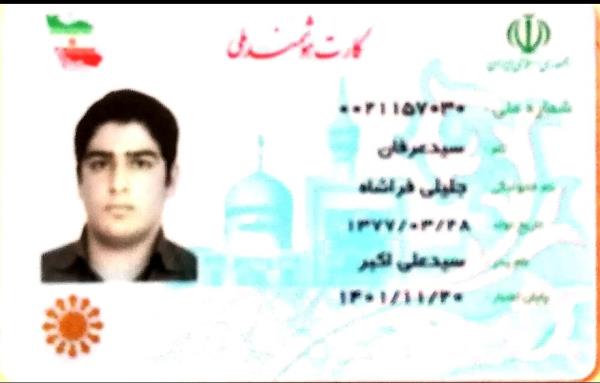 جمهوری اسلامی ایران
کارت هوشمند ملی
شماره ملی: ۰۰۲۱۱۵۷۰۳۰
نام: سیدعرفان
نام خانوادگی: جلیلی فراشاه
تاریخ تولد: ۱۳۷۷/۰۳/۲۸
نام پدر: سیدعلی اکبر
پایان اعتبار: ۱۴۰۱/۱۱/۲۰